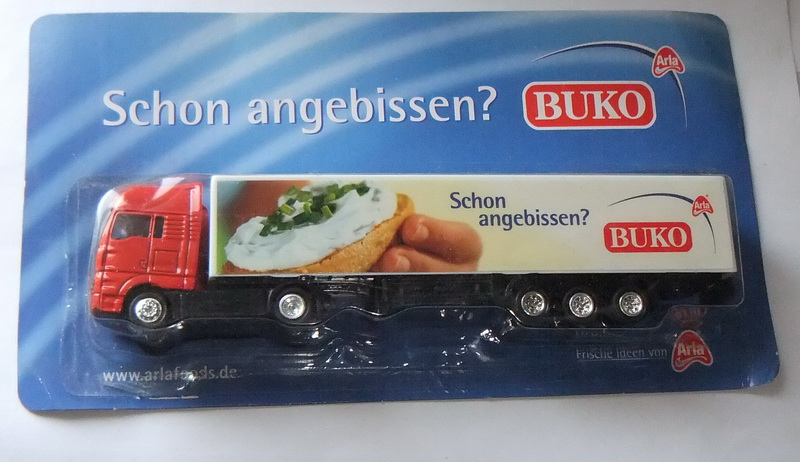 Schon angebissen?
BUKO
Arla
Schon
angebissen?
BUKO
Arla
Frische Ideen von Arla
www.arlafoods.de